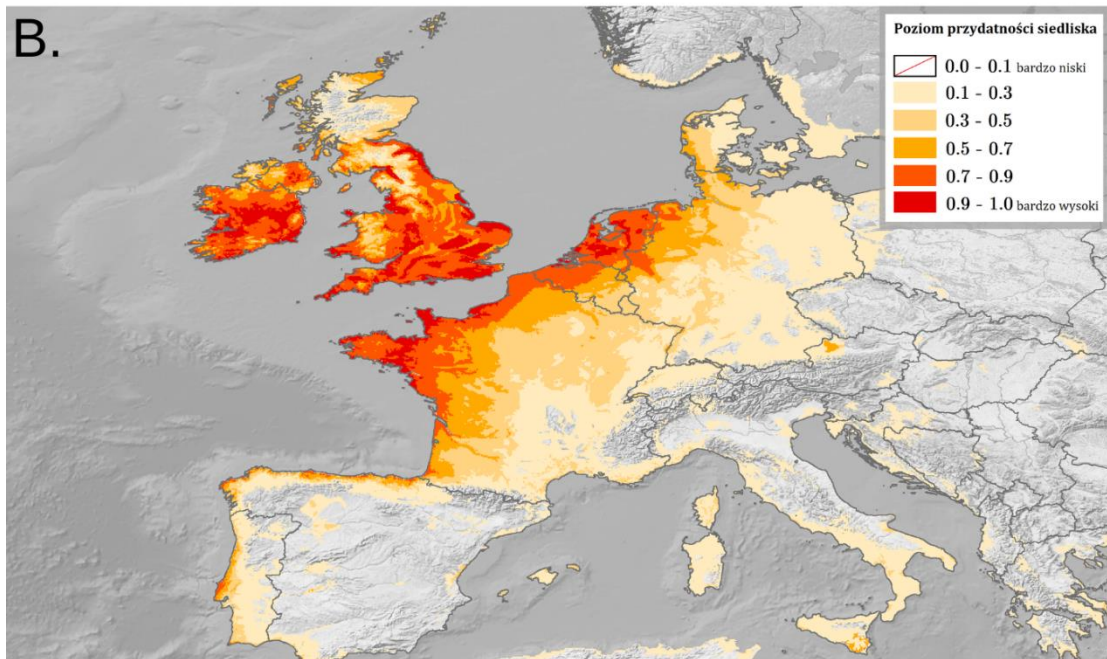 B.
Poziom przydatności siedliska
0.0 - 0.1 bardzo niski
0.1 - 0.3
0.3 - 0.5
0.5 - 0.7
0.7 - 0.9
0.9 - 1.0 bardzo wysoki